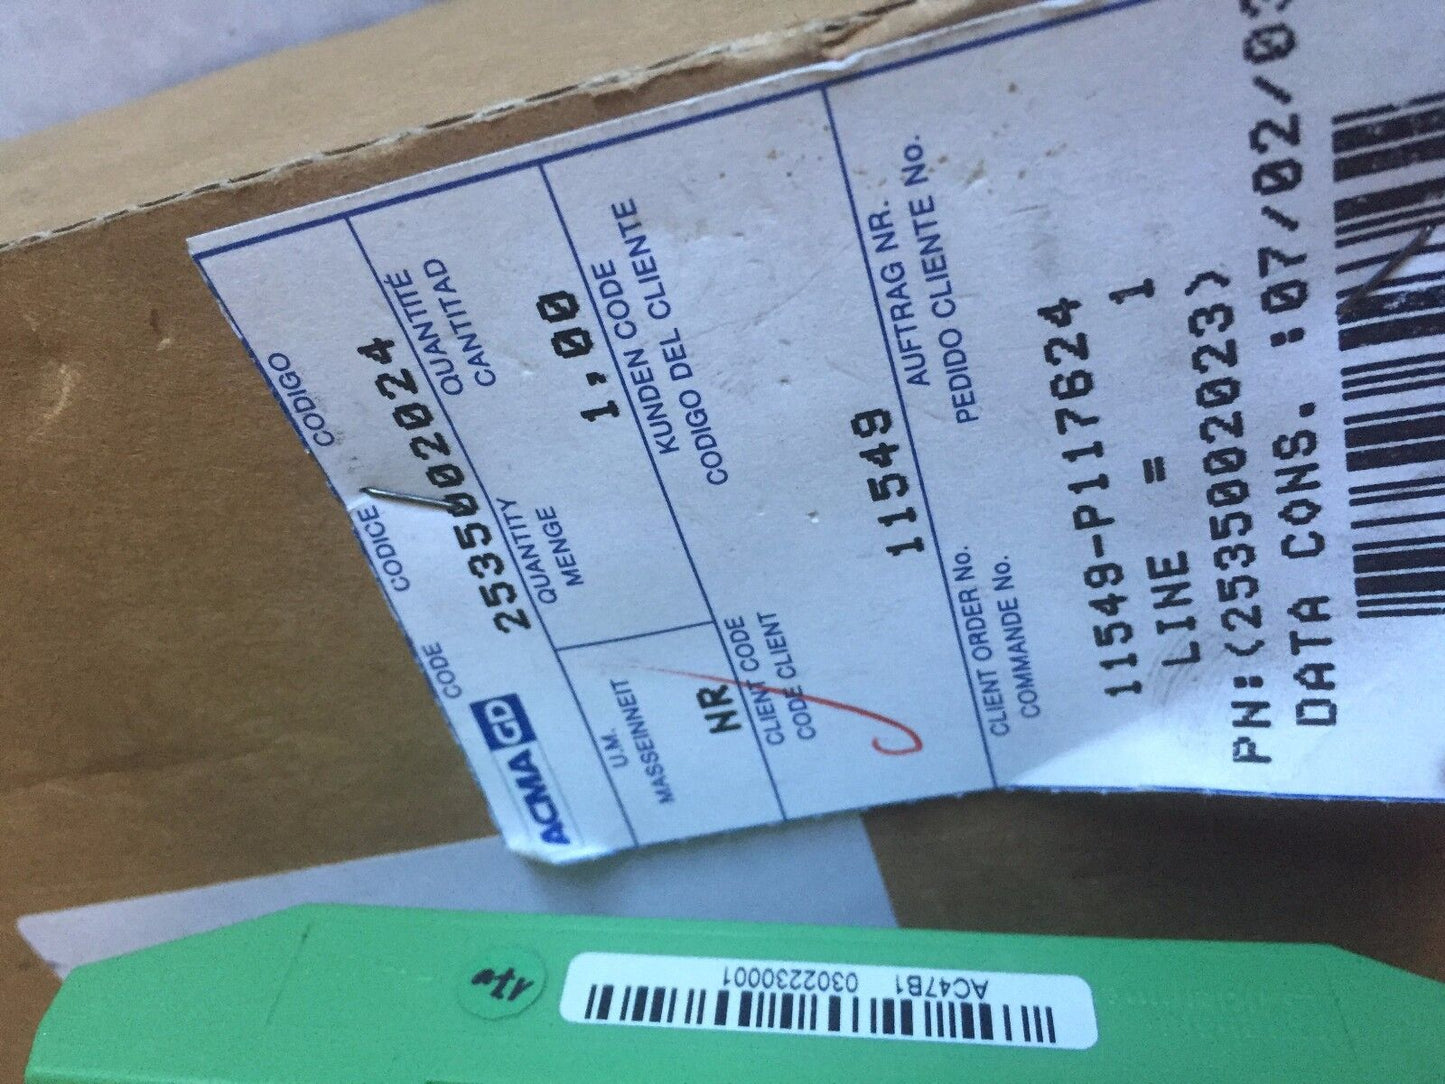 ACMA GD CODE CODICE CODIGO
2535002024
U.M. QUANTITY QUANTITÉ
MASSEINNEIT MENGE CANTITAD
NR 1,00
CLIENT CODE KUNDEN CODE
CODE CLIENT CODIGO DEL CLIENTE
11549
CLIENT ORDER No. AUFTRAG NR.
COMMANDE No. PEDIDO CLIENTE No.
11549-P117624
LINE = 1
PN:(2535002023)
DATA CONS. :07/02/03
AC47B1 0302230001